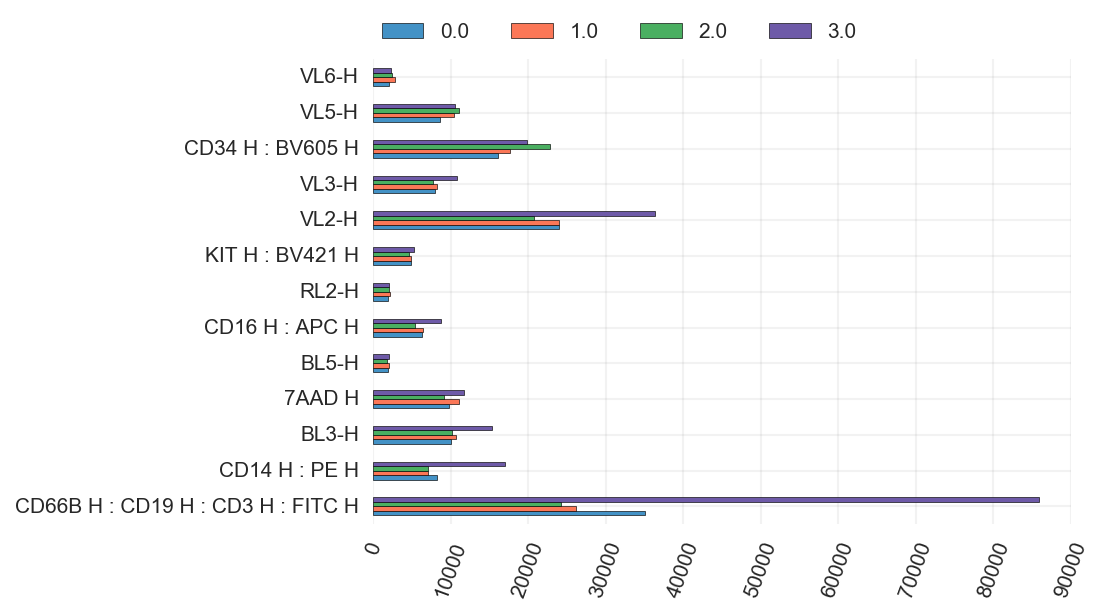 0.0 1.0 2.0 3.0
VL6-H
VL5-H
CD34 H : BV605 H
VL3-H
VL2-H
KIT H : BV421 H
RL2-H
CD16 H : APC H
BL5-H
7AAD H
BL3-H
CD14 H : PE H
CD66B H : CD19 H : CD3 H : FITC H
0 10000 20000 30000 40000 50000 60000 70000 80000 90000